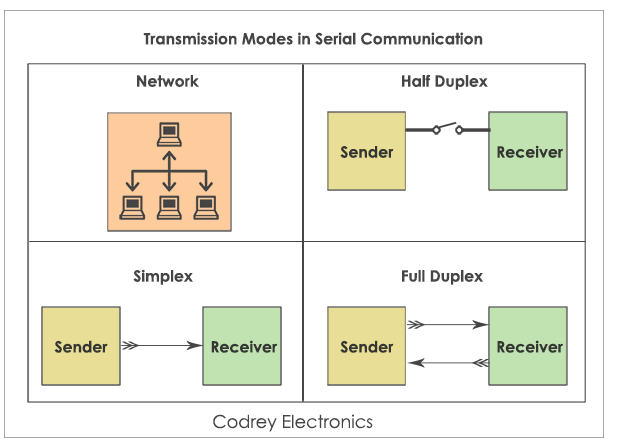 Transmission Modes in Serial Communication
Network
Half Duplex
Sender
Receiver
Simplex
Full Duplex
Sender
Receiver
Sender
Receiver
Codrey Electronics